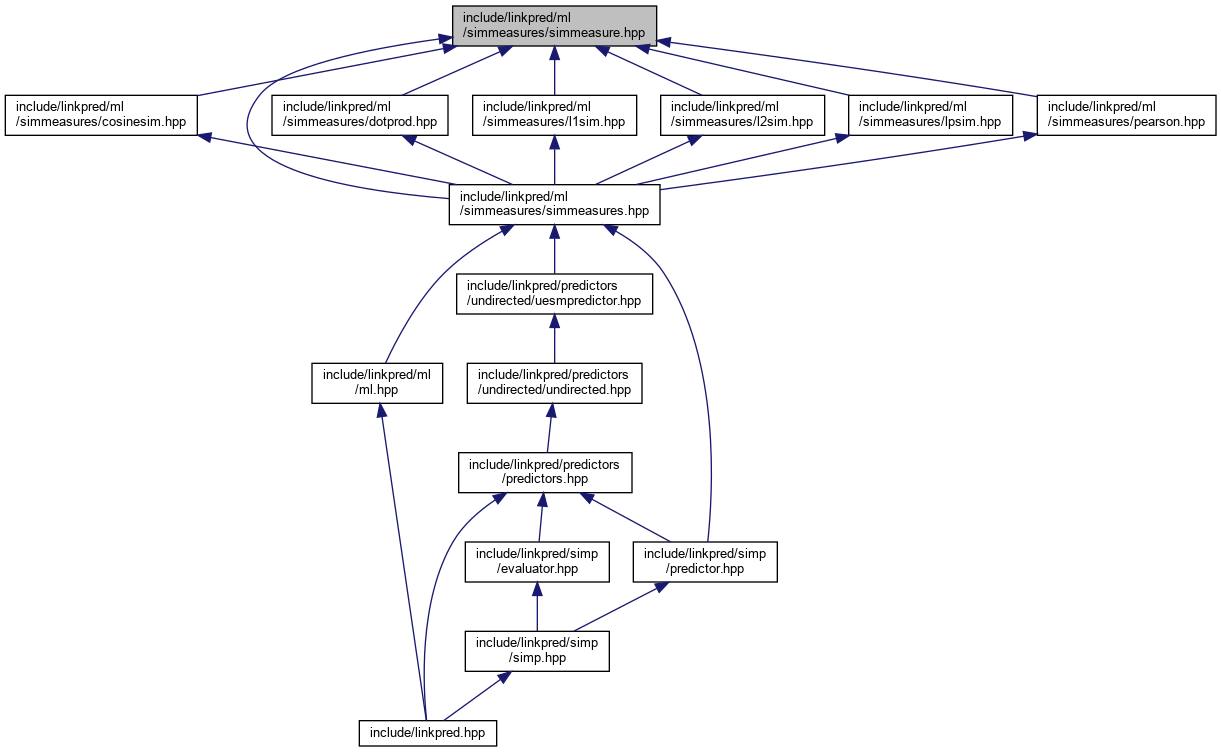 include/linkpred/ml
/simmeasures/simmeasure.hpp
include/linkpred/ml
/simmeasures/cosinesim.hpp
include/linkpred/ml
/simmeasures/dotprod.hpp
include/linkpred/ml
/simmeasures/l1sim.hpp
include/linkpred/ml
/simmeasures/l2sim.hpp
include/linkpred/ml
/simmeasures/lpsim.hpp
include/linkpred/ml
/simmeasures/pearson.hpp
include/linkpred/ml
/simmeasures/simmeasures.hpp
include/linkpred/predictors
/undirected/uesmpredictor.hpp
include/linkpred/ml
/ml.hpp
include/linkpred/predictors
/undirected/undirected.hpp
include/linkpred/predictors
/predictors.hpp
include/linkpred/simp
/evaluator.hpp
include/linkpred/simp
/predictor.hpp
include/linkpred/simp
/simp.hpp
include/linkpred.hpp